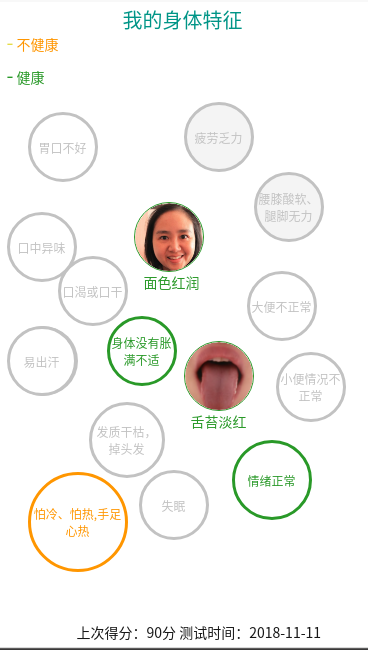 我的身体特征
- 不健康
- 健康
疲劳乏力
胃口不好
腰膝酸软、
腿脚无力
口中异味
面色红润
口渴或口干
大便不正常
身体没有胀
满不适
易出汗
小便情况不
正常
舌苔淡红
发质干枯，
掉头发
情绪正常
失眠
怕冷、怕热,手足
心热
上次得分：90分 测试时间：2018-11-11